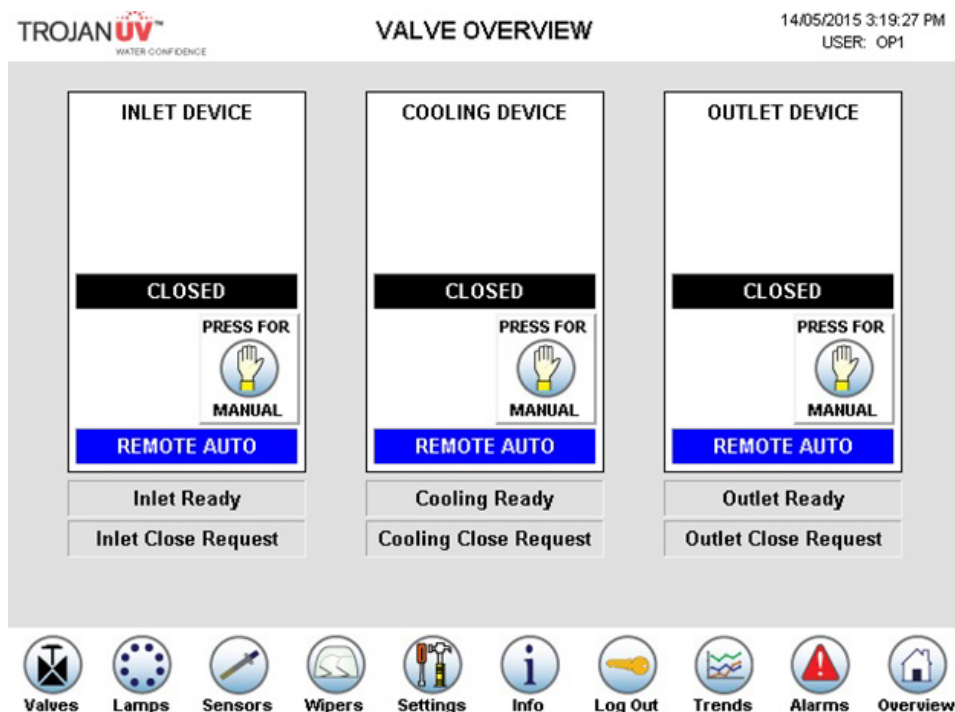 TROJANUV™
WATER CONFIDENCE
VALVE OVERVIEW
14/05/2015 3:19:27 PM
USER: OP1
INLET DEVICE
CLOSED
PRESS FOR
MANUAL
REMOTE AUTO
Inlet Ready
Inlet Close Request
COOLING DEVICE
CLOSED
PRESS FOR
MANUAL
REMOTE AUTO
Cooling Ready
Cooling Close Request
OUTLET DEVICE
CLOSED
PRESS FOR
MANUAL
REMOTE AUTO
Outlet Ready
Outlet Close Request
Valves Lamps Sensors Wipers Settings Info Log Out Trends Alarms Overview